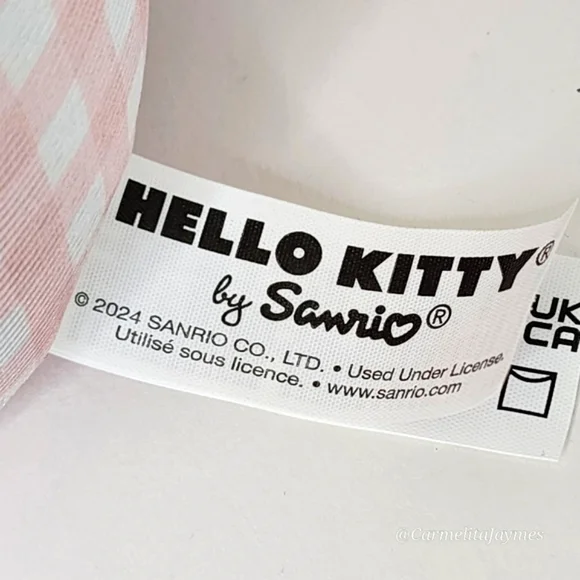 HELLO KITTY®
by Sanrio®
© 2024 SANRIO CO., LTD. • Used Under License.
Utilisé sous licence. • www.sanrio.com
UK
CA
@CarmelitaJaymes